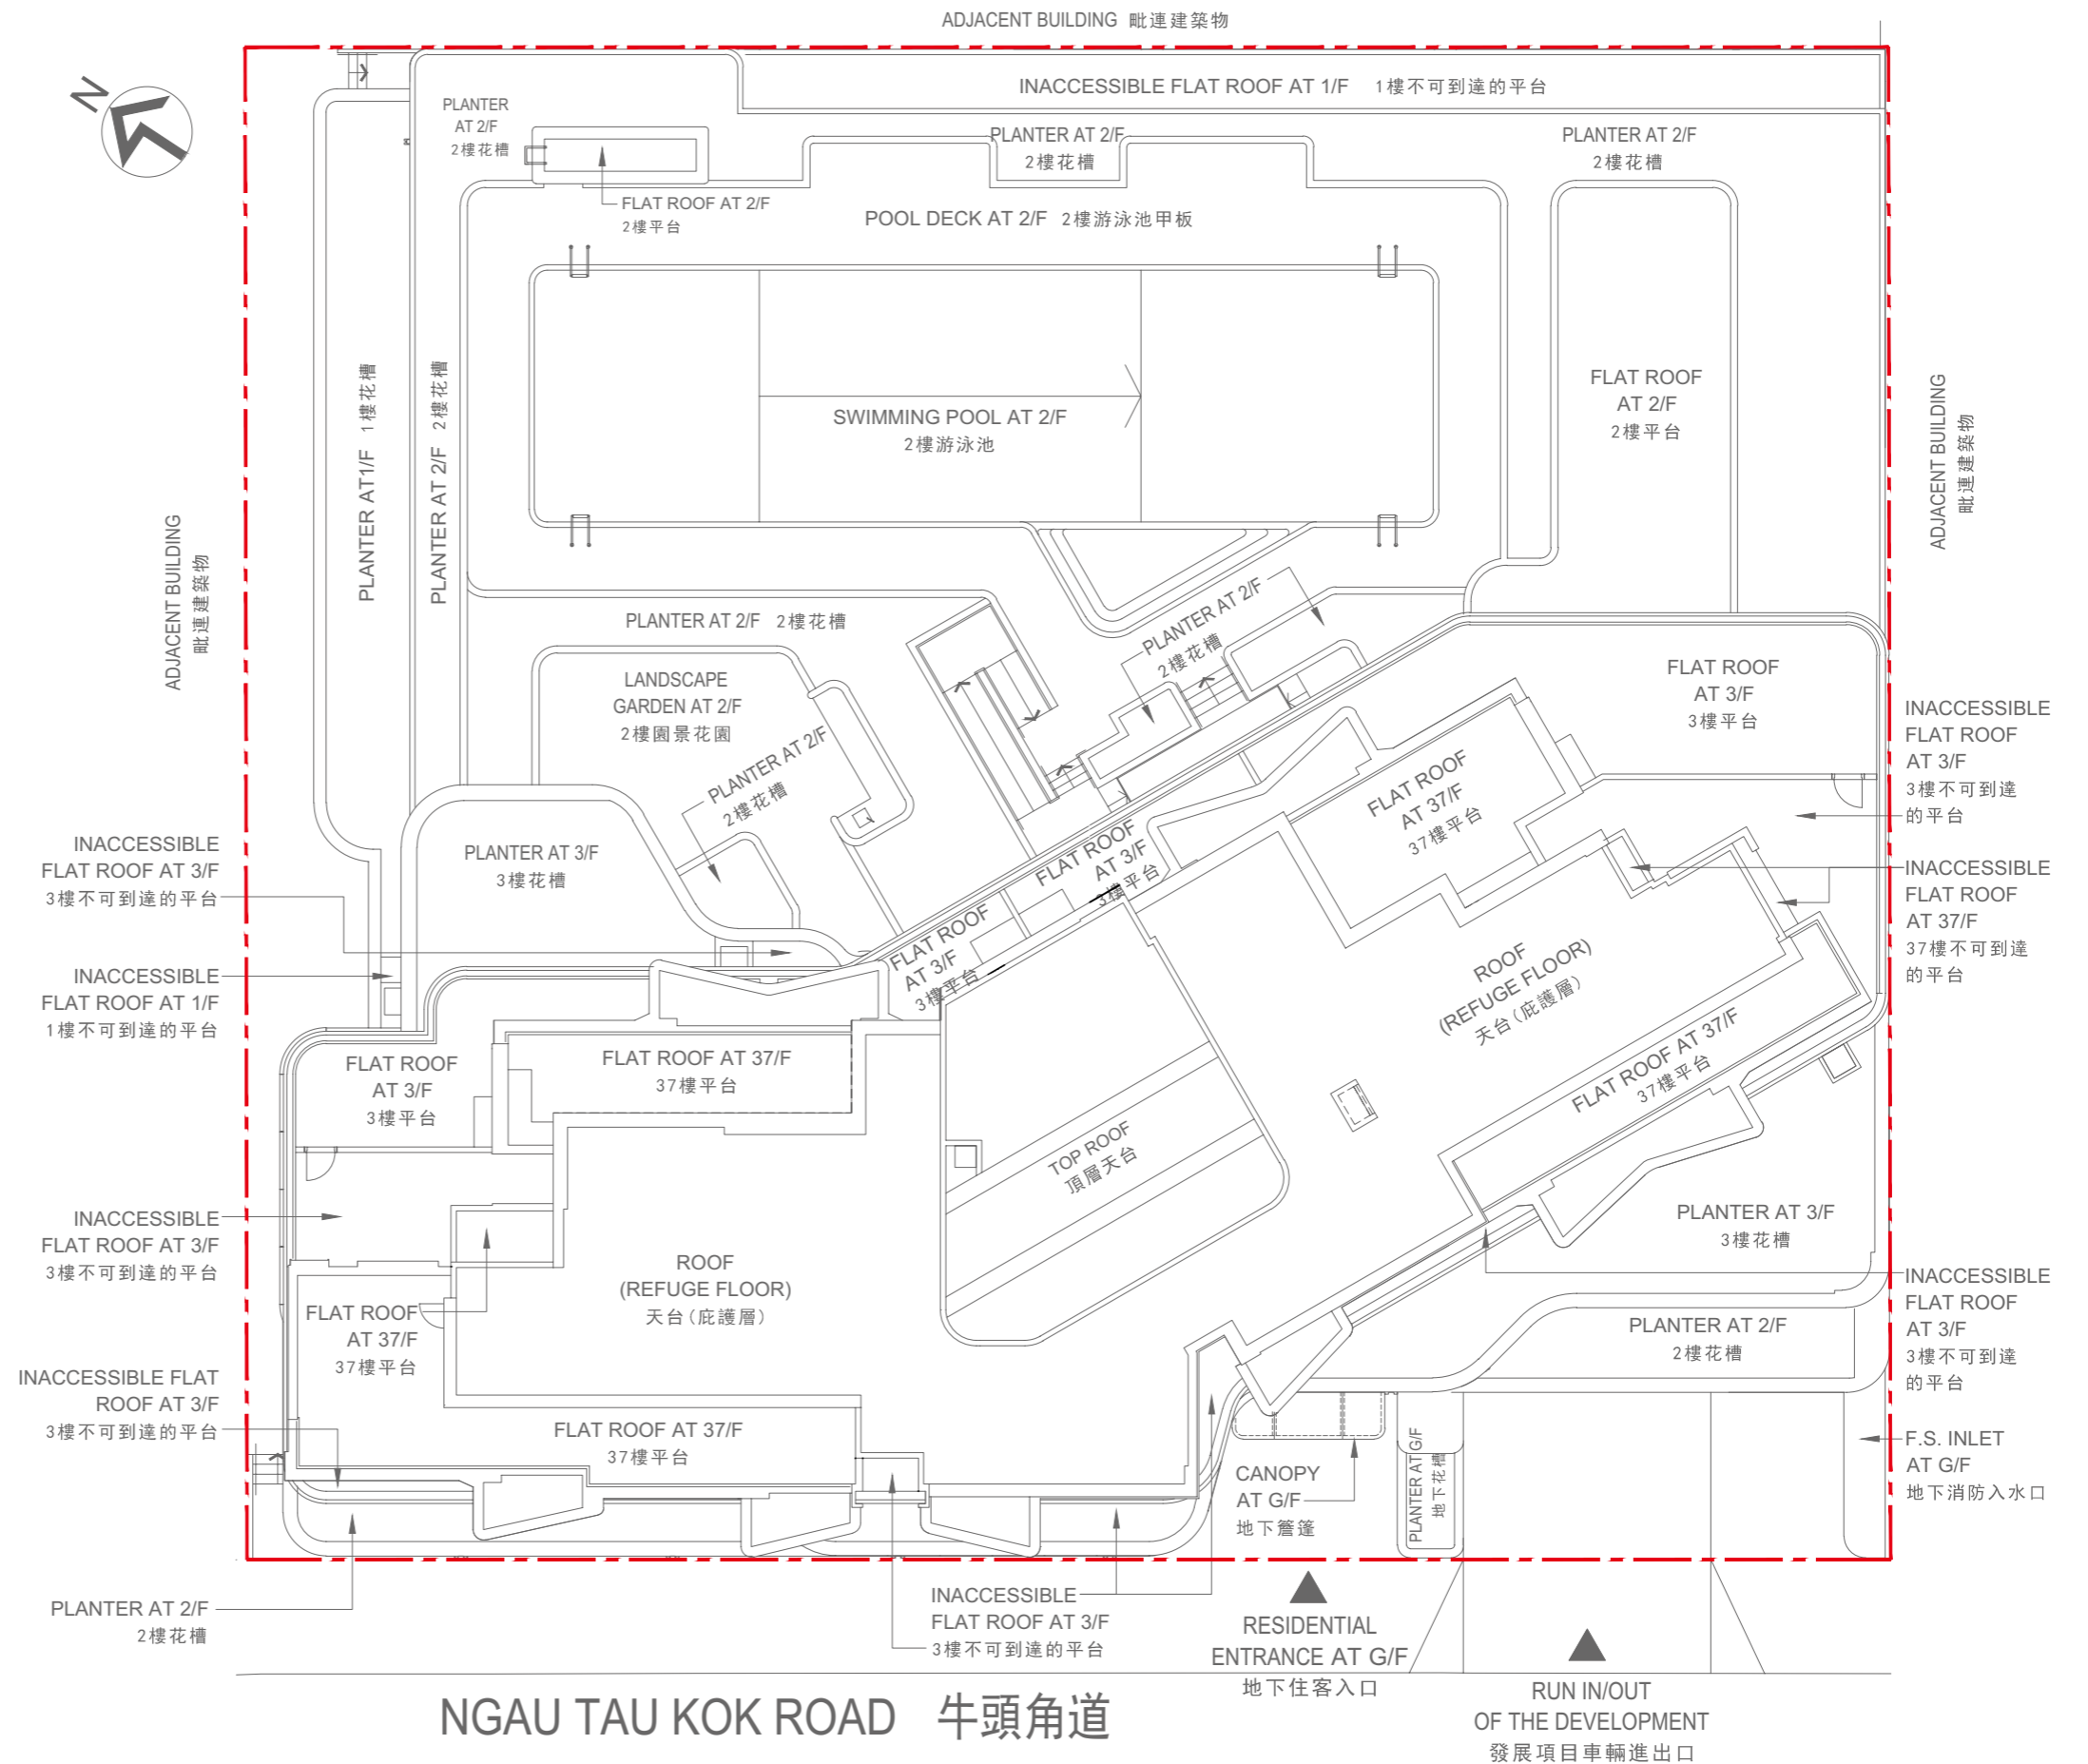 ADJACENT BUILDING 毗連建築物
N
INACCESSIBLE FLAT ROOF AT 1/F 1樓不可到達的平台
PLANTER
AT 2/F
2樓花槽
PLANTER AT 2/F
2樓花槽
PLANTER AT 2/F
2樓花槽
FLAT ROOF AT 2/F
2樓平台
POOL DECK AT 2/F 2樓游泳池甲板
PLANTER AT1/F 1樓花槽
PLANTER AT 2/F 2樓花槽
SWIMMING POOL AT 2/F
2樓游泳池
FLAT ROOF
AT 2/F
2樓平台
ADJACENT BUILDING
毗連建築物
ADJACENT BUILDING
毗連建築物
PLANTER AT 2/F 2樓花槽
PLANTER AT 2/F
2樓花槽
LANDSCAPE
GARDEN AT 2/F
2樓園景花園
PLANTER AT 2/F
2樓花槽
FLAT ROOF
AT 3/F
3樓平台
INACCESSIBLE
FLAT ROOF
AT 3/F
3樓不可到達
的平台
FLAT ROOF
AT 37/F
37樓平台
INACCESSIBLE
FLAT ROOF AT 3/F
3樓不可到達的平台
PLANTER AT 3/F
3樓花槽
FLAT ROOF
AT 3/F
3樓平台
INACCESSIBLE
FLAT ROOF
AT 37/F
37樓不可到達
的平台
FLAT ROOF
AT 3/F
3樓平台
INACCESSIBLE
FLAT ROOF AT 1/F
1樓不可到達的平台
ROOF
(REFUGE FLOOR)
天台(庇護層)
FLAT ROOF
AT 3/F
3樓平台
FLAT ROOF AT 37/F
37樓平台
FLAT ROOF AT 37/F
37樓平台
TOP ROOF
頂層天台
INACCESSIBLE
FLAT ROOF AT 3/F
3樓不可到達的平台
PLANTER AT 3/F
3樓花槽
ROOF
(REFUGE FLOOR)
天台(庇護層)
INACCESSIBLE
FLAT ROOF
AT 3/F
3樓不可到達
的平台
FLAT ROOF
AT 37/F
37樓平台
PLANTER AT 2/F
2樓花槽
INACCESSIBLE FLAT
ROOF AT 3/F
3樓不可到達的平台
FLAT ROOF AT 37/F
37樓平台
CANOPY
AT G/F
地下簷篷
PLANTER AT G/F
地下花槽
F.S. INLET
AT G/F
地下消防入水口
PLANTER AT 2/F
2樓花槽
INACCESSIBLE
FLAT ROOF AT 3/F
3樓不可到達的平台
RESIDENTIAL
ENTRANCE AT G/F
地下住客入口
RUN IN/OUT
OF THE DEVELOPMENT
發展項目車輛進出口
NGAU TAU KOK ROAD 牛頭角道